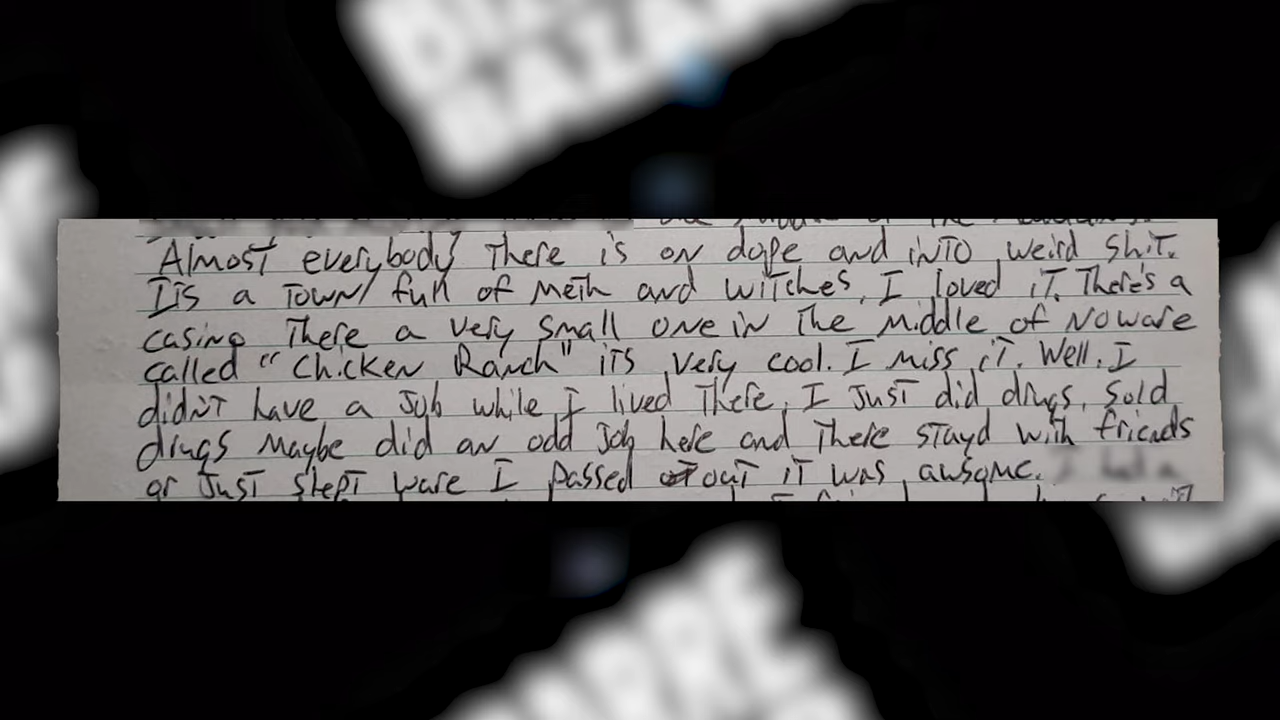 Almost everybody there is on dope and into weird shit.
Its a town full of meth and witches. I loved it. There's a
casino there a very small one in the middle of noware
called "Chicken Ranch" its very cool. I miss it. Well. I
didnt have a job while I lived there. I just did drugs, sold
drugs maybe did an odd job here and there stayd with friends
or just slept ware I passed out it was awsome.